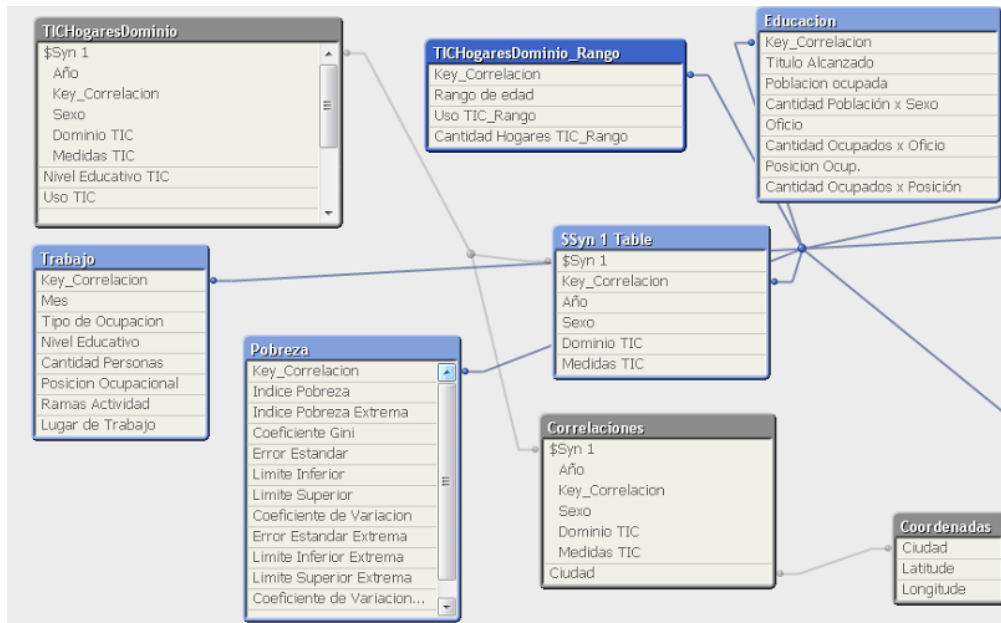 TICHogaresDominio
$Syn 1
Año
Key_Correlacion
Sexo
Dominio TIC
Medidas TIC
Nivel Educativo TIC
Uso TIC
TICHogaresDominio_Rango
Key_Correlacion
Rango de edad
Uso TIC_Rango
Cantidad Hogares TIC_Rango
Educacion
Key_Correlacion
Titulo Alcanzado
Poblacion ocupada
Cantidad Población x Sexo
Oficio
Cantidad Ocupados x Oficio
Posicion Ocup.
Cantidad Ocupados x Posición
Trabajo
Key_Correlacion
Mes
Tipo de Ocupacion
Nivel Educativo
Cantidad Personas
Posicion Ocupacional
Ramas Actividad
Lugar de Trabajo
$Syn 1 Table
$Syn 1
Key_Correlacion
Año
Sexo
Dominio TIC
Medidas TIC
Pobreza
Key_Correlacion
Indice Pobreza
Indice Pobreza Extrema
Coeficiente Gini
Error Estandar
Limite Inferior
Limite Superior
Coeficiente de Variacion
Error Estandar Extrema
Limite Inferior Extrema
Limite Superior Extrema
Coeficiente de Variacion...
Correlaciones
$Syn 1
Año
Key_Correlacion
Sexo
Dominio TIC
Medidas TIC
Ciudad
Coordenadas
Ciudad
Latitude
Longitude